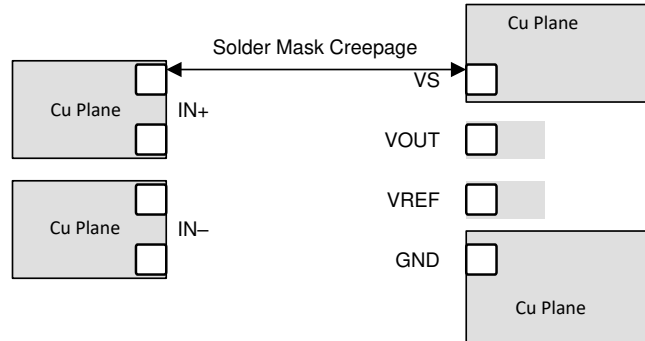 Cu Plane
Solder Mask Creepage
VS
Cu Plane
IN+
VOUT
VREF
Cu Plane
IN–
GND
Cu Plane